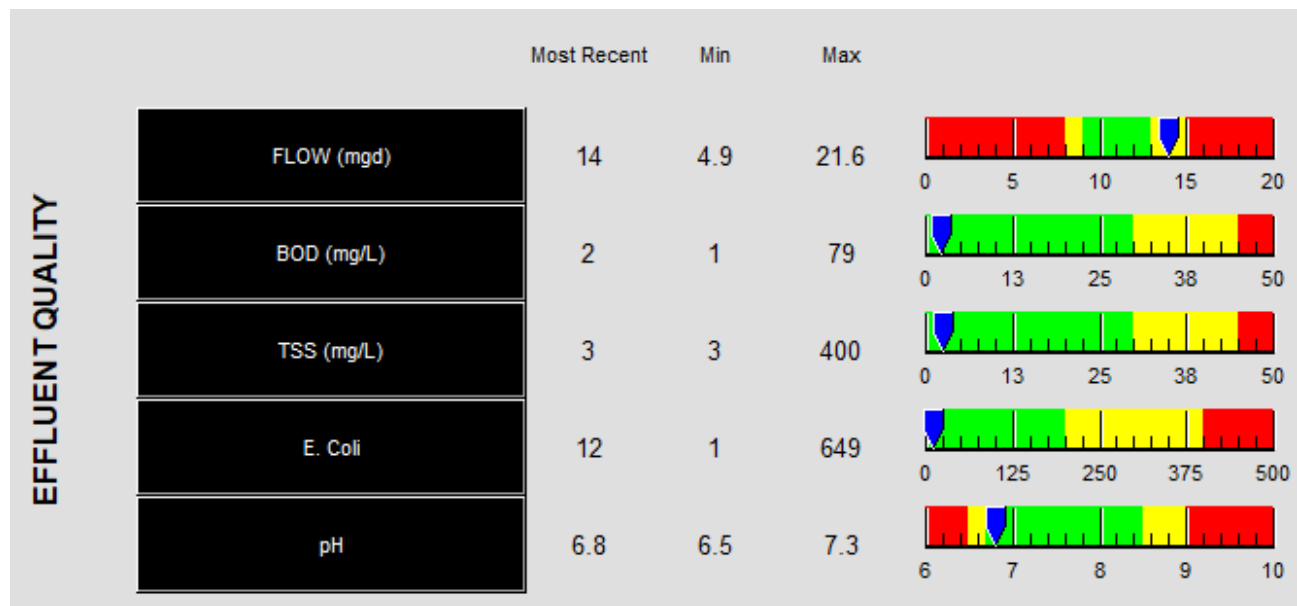 Most Recent Min Max
EFFLUENT QUALITY
FLOW (mgd) 14 4.9 21.6
0 5 10 15 20
BOD (mg/L) 2 1 79
0 13 25 38 50
TSS (mg/L) 3 3 400
0 13 25 38 50
E. Coli 12 1 649
0 125 250 375 500
pH 6.8 6.5 7.3
6 7 8 9 10